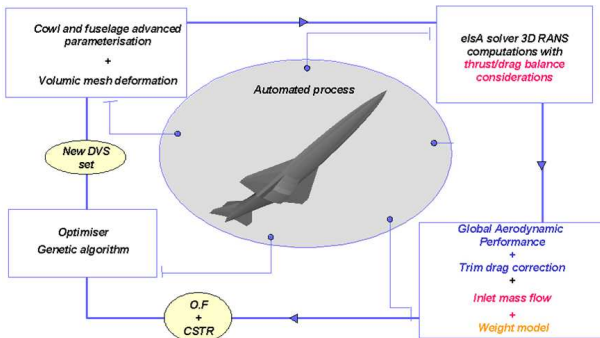 Cowl and fuselage advanced
parameterisation
+
Volumic mesh deformation
elsA solver 3D RANS
computations with
thrust/drag balance
considerations
Automated process
New DVS
set
Optimiser
Genetic algorithm
Global Aerodynamic
Performance
+
Trim drag correction
+
Inlet mass flow
+
Weight model
O.F
+
CSTR